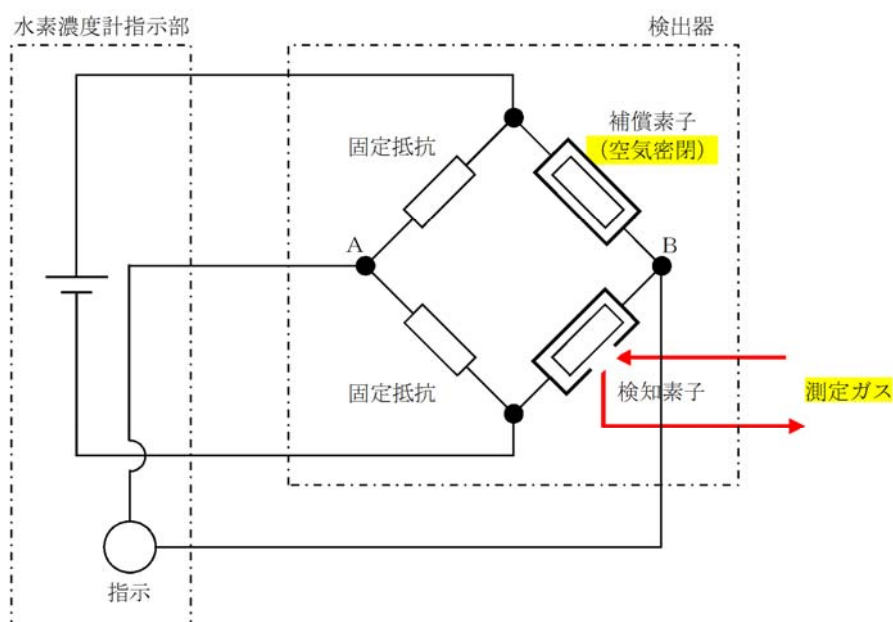 水素濃度計指示部
検出器
補償素子
（空気密閉）
固定抵抗
A
B
固定抵抗
検知素子
測定ガス
指示